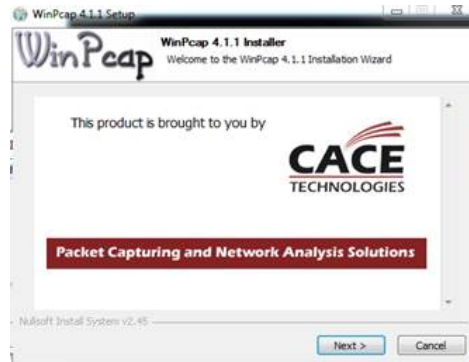 WinPcap 4.1.1 Setup
WinPcap
WinPcap 4.1.1 Installer
Welcome to the WinPcap 4.1.1 Installation Wizard
This product is brought to you by
CACE
TECHNOLOGIES
Packet Capturing and Network Analysis Solutions
Nullsoft Install System v2.45
Next >
Cancel